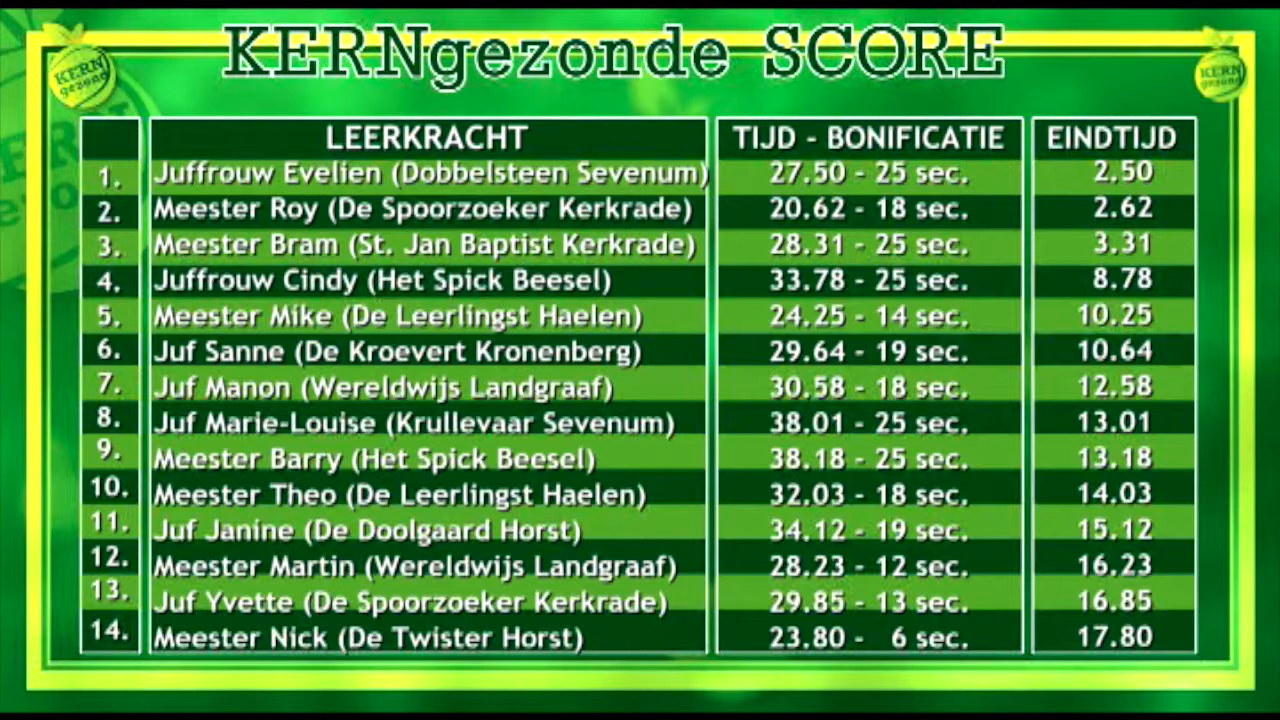 KERNgezonde SCORE
KERN
gezond
KERN
gezond
LEERKRACHT TIJD - BONIFICATIE EINDTIJD
1. Juffrouw Evelien (Dobbelsteen Sevenum) 27.50 - 25 sec. 2.50
2. Meester Roy (De Spoorzoeker Kerkrade) 20.62 - 18 sec. 2.62
3. Meester Bram (St. Jan Baptist Kerkrade) 28.31 - 25 sec. 3.31
4. Juffrouw Cindy (Het Spick Beesel) 33.78 - 25 sec. 8.78
5. Meester Mike (De Leerlingst Haelen) 24.25 - 14 sec. 10.25
6. Juf Sanne (De Kroevert Kronenberg) 29.64 - 19 sec. 10.64
7. Juf Manon (Wereldwijs Landgraaf) 30.58 - 18 sec. 12.58
8. Juf Marie-Louise (Krullevaar Sevenum) 38.01 - 25 sec. 13.01
9. Meester Barry (Het Spick Beesel) 38.18 - 25 sec. 13.18
10. Meester Theo (De Leerlingst Haelen) 32.03 - 18 sec. 14.03
11. Juf Janine (De Doolgaard Horst) 34.12 - 19 sec. 15.12
12. Meester Martin (Wereldwijs Landgraaf) 28.23 - 12 sec. 16.23
13. Juf Yvette (De Spoorzoeker Kerkrade) 29.85 - 13 sec. 16.85
14. Meester Nick (De Twister Horst) 23.80 - 6 sec. 17.80